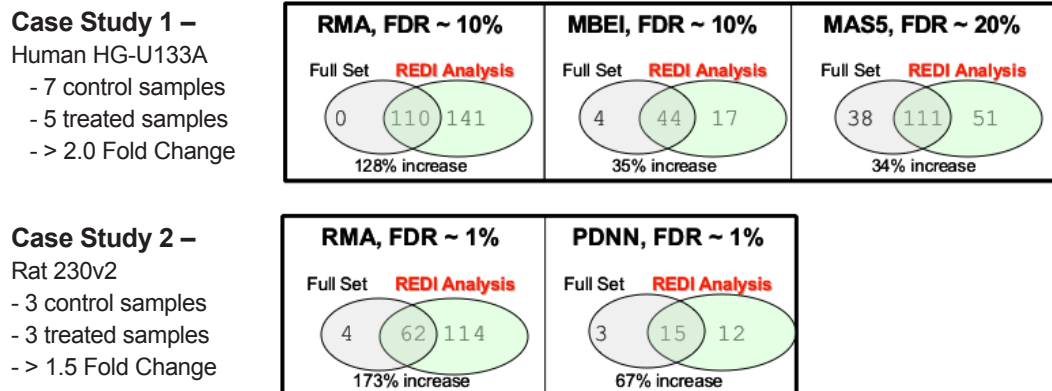 Case Study 1 –
Human HG-U133A
- 7 control samples
- 5 treated samples
- > 2.0 Fold Change
RMA, FDR ~ 10%
Full Set REDI Analysis
0 110 141
128% increase
MBEI, FDR ~ 10%
Full Set REDI Analysis
4 44 17
35% increase
MAS5, FDR ~ 20%
Full Set REDI Analysis
38 111 51
34% increase
Case Study 2 –
Rat 230v2
- 3 control samples
- 3 treated samples
- > 1.5 Fold Change
RMA, FDR ~ 1%
Full Set REDI Analysis
4 62 114
173% increase
PDNN, FDR ~ 1%
Full Set REDI Analysis
3 15 12
67% increase